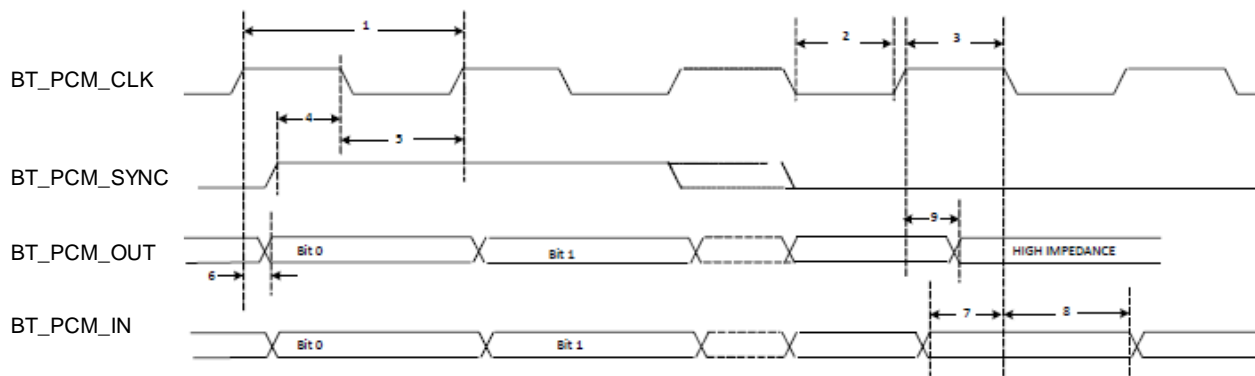 1
2
3
BT_PCM_CLK
4
5
BT_PCM_SYNC
9
BT_PCM_OUT
Bit 0
Bit 1
HIGH IMPEDANCE
6
7
8
BT_PCM_IN
Bit 0
Bit 1